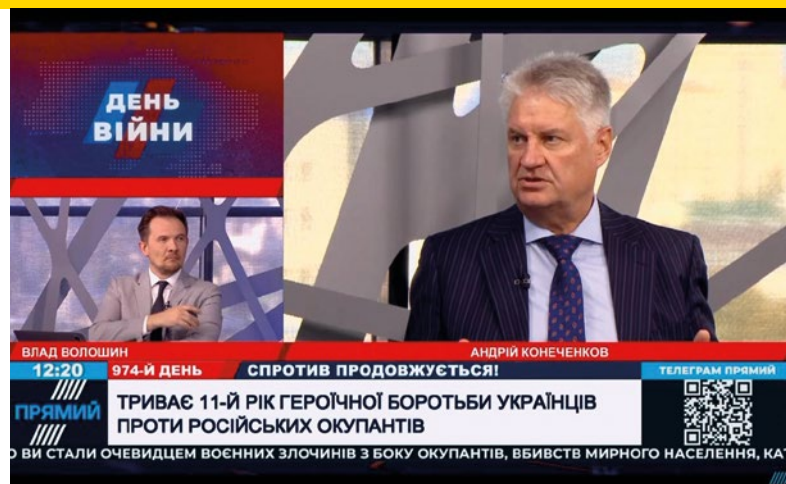 ДЕНЬ
ВІЙНИ
ВЛАД ВОЛОШИН
АНДРІЙ КОНЕЧЕНКОВ
12:20
974-Й ДЕНЬ
СПРОТИВ ПРОДОВЖУЄТЬСЯ!
ТЕЛЕГРАМ ПРЯМИЙ
ПРЯМИЙ
ТРИВАЄ 11-Й РІК ГЕРОЇЧНОЇ БОРОТЬБИ УКРАЇНЦІВ
ПРОТИ РОСІЙСЬКИХ ОКУПАНТІВ
О ВИ СТАЛИ ОЧЕВИДЦЕМ ВОЄННИХ ЗЛОЧИНІВ З БОКУ ОКУПАНТІВ, ВБИВСТВ МИРНОГО НАСЕЛЕННЯ, КАТ